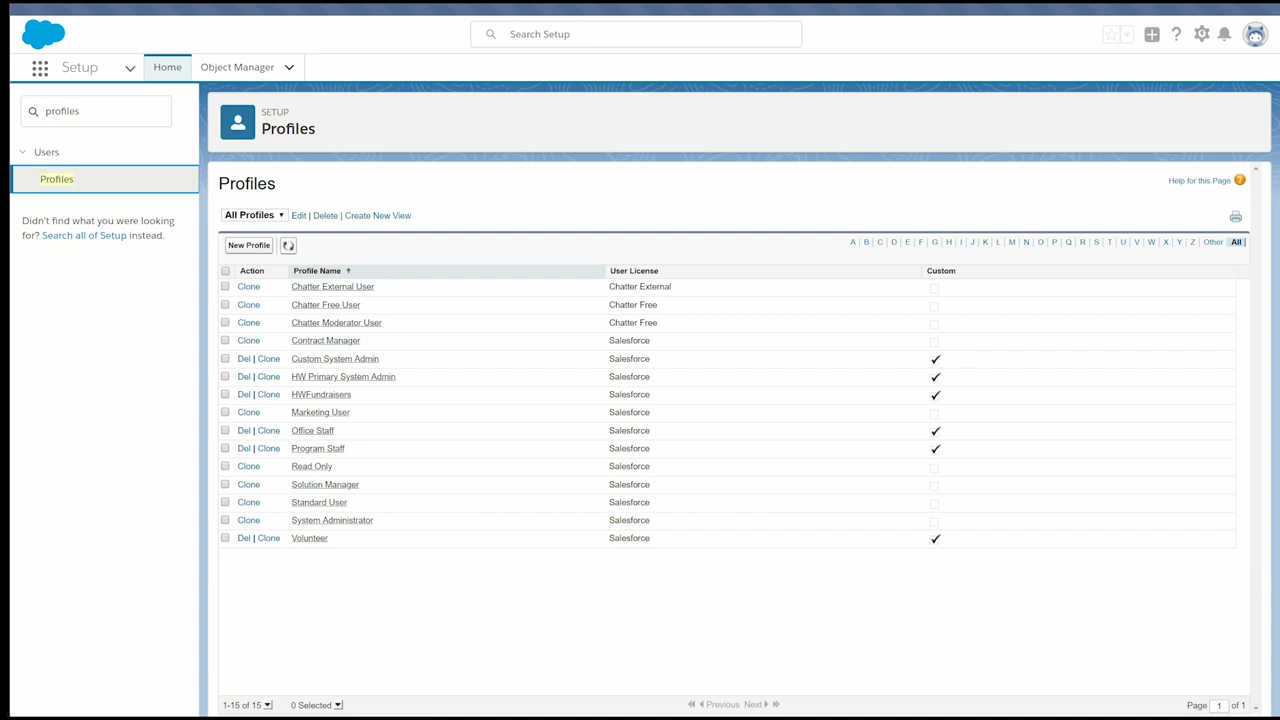 Search Setup
Setup Home Object Manager
profiles
Users
Profiles
Didn't find what you were looking
for? Search all of Setup instead.
SETUP
Profiles
Profiles
Help for this Page ?
All Profiles Edit | Delete | Create New View
New Profile A | B | C | D | E | F | G | H | I | J | K | L | M | N | O | P | Q | R | S | T | U | V | W | X | Y | Z | Other All |
Action Profile Name User License Custom
Clone Chatter External User Chatter External
Clone Chatter Free User Chatter Free
Clone Chatter Moderator User Chatter Free
Clone Contract Manager Salesforce
Del | Clone Custom System Admin Salesforce
Del | Clone HW Primary System Admin Salesforce
Del | Clone HWFundraisers Salesforce
Clone Marketing User Salesforce
Del | Clone Office Staff Salesforce
Del | Clone Program Staff Salesforce
Clone Read Only Salesforce
Clone Solution Manager Salesforce
Clone Standard User Salesforce
Clone System Administrator Salesforce
Del | Clone Volunteer Salesforce
1-15 of 15 0 Selected Previous Next Page 1 of 1